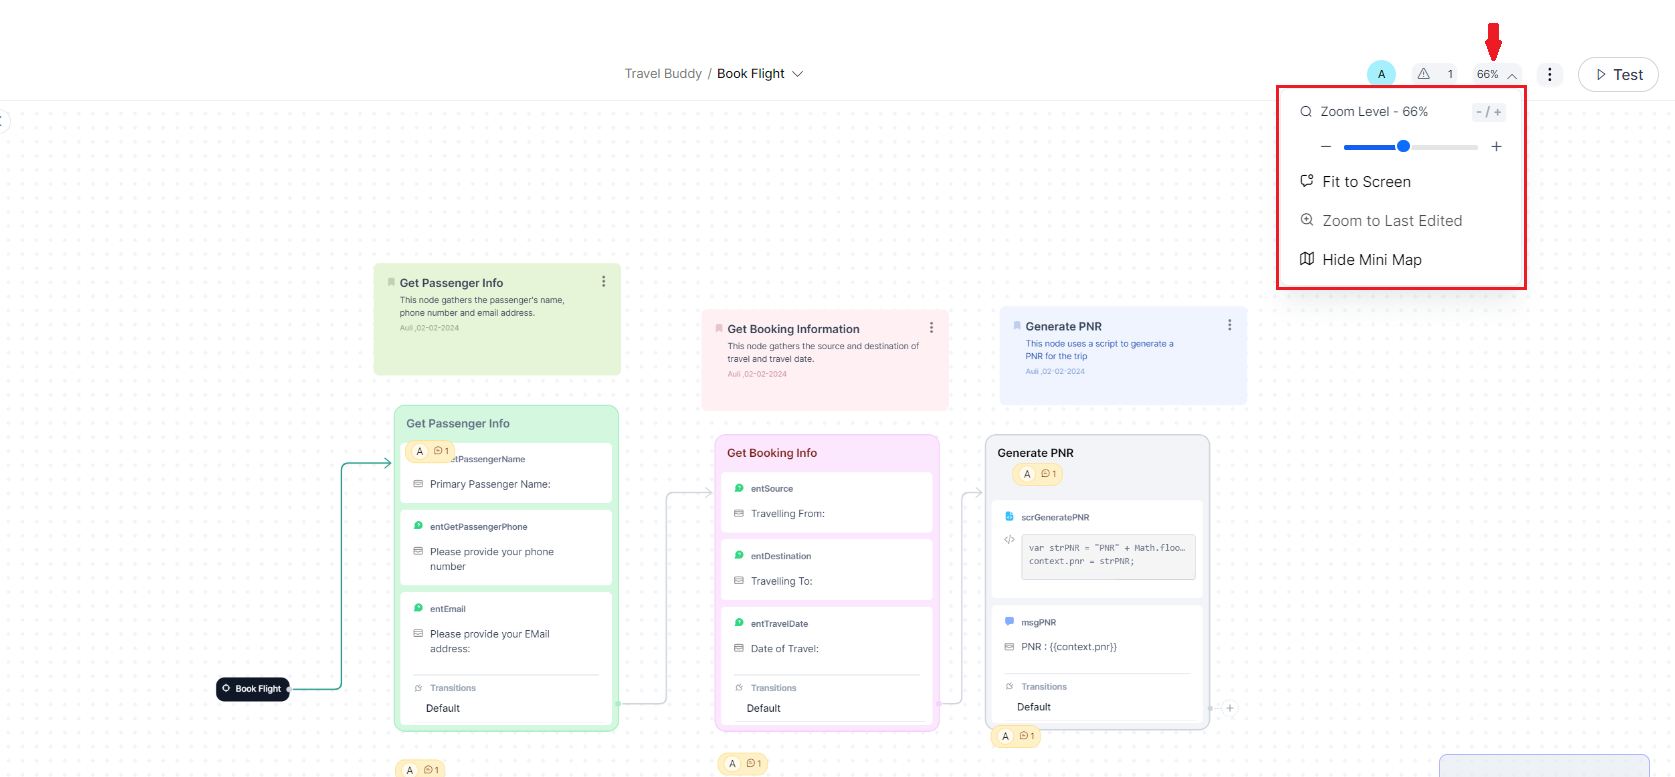 Travel Buddy / Book Flight
A
1
66%
Test
Zoom Level - 66%
- / +
Fit to Screen
Zoom to Last Edited
Hide Mini Map
Get Passenger Info
This node gathers the passenger's name,
phone number and email address.
Auli ,02-02-2024
Get Booking Information
This node gathers the source and destination of
travel and travel date.
Auli ,02-02-2024
Generate PNR
This node uses a script to generate a
PNR for the trip
Auli ,02-02-2024
Get Passenger Info
A 1
etPassengerName
Primary Passenger Name:
entGetPassengerPhone
Please provide your phone
number
entEmail
Please provide your EMail
address:
Transitions
Default
Book Flight
A 1
Get Booking Info
entSource
Travelling From:
entDestination
Travelling To:
entTravelDate
Date of Travel:
Transitions
Default
A 1
Generate PNR
A 1
scrGeneratePNR
var strPNR = "PNR" + Math.floo…
context.pnr = strPNR;
msgPNR
PNR : {{context.pnr}}
Transitions
Default
A 1